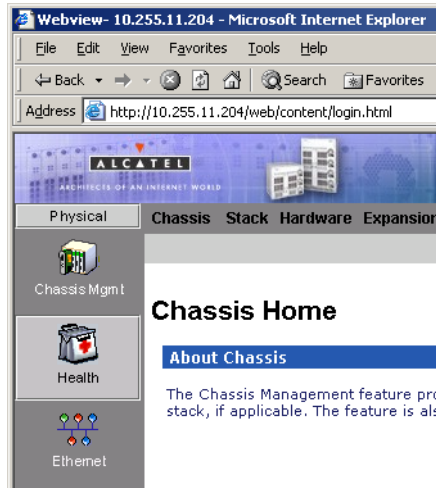 Webview- 10.255.11.204 - Microsoft Internet Explorer
File Edit View Favorites Tools Help
Back Search Favorites
Address http://10.255.11.204/web/content/login.html
ALCATEL
ARCHITECTS OF AN INTERNET WORLD
Physical
Chassis Stack Hardware Expansion
Chassis Mgmt
Chassis Home
Health
About Chassis
The Chassis Management feature pro
stack, if applicable. The feature is als
Ethernet